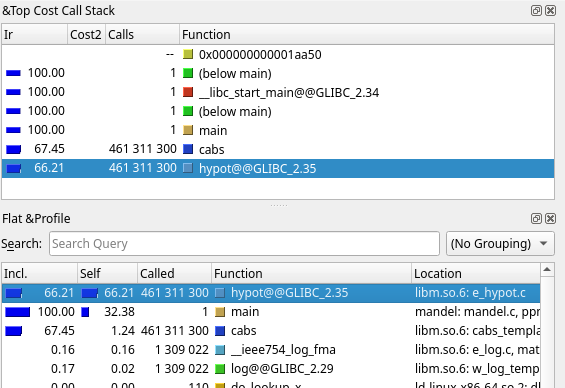 &Top Cost Call Stack
Ir Cost2 Calls Function
-- 0x000000000001aa50
100.00 1 (below main)
100.00 1 __libc_start_main@@GLIBC_2.34
100.00 1 (below main)
100.00 1 main
67.45 461 311 300 cabs
66.21 461 311 300 hypot@@GLIBC_2.35
Flat &Profile
Search: Search Query (No Grouping)
Incl. Self Called Function Location
66.21 66.21 461 311 300 hypot@@GLIBC_2.35 libm.so.6: e_hypot.c
100.00 32.38 1 main mandel: mandel.c, ppr
67.45 1.24 461 311 300 cabs libm.so.6: cabs_templa
0.16 0.16 1 309 022 __ieee754_log_fma libm.so.6: e_log.c, mat
0.17 0.02 1 309 022 log@@GLIBC_2.29 libm.so.6: w_log_temp
0.00 0.00 110 do_lookup_x ld-linux-x86-64.so.2: dl